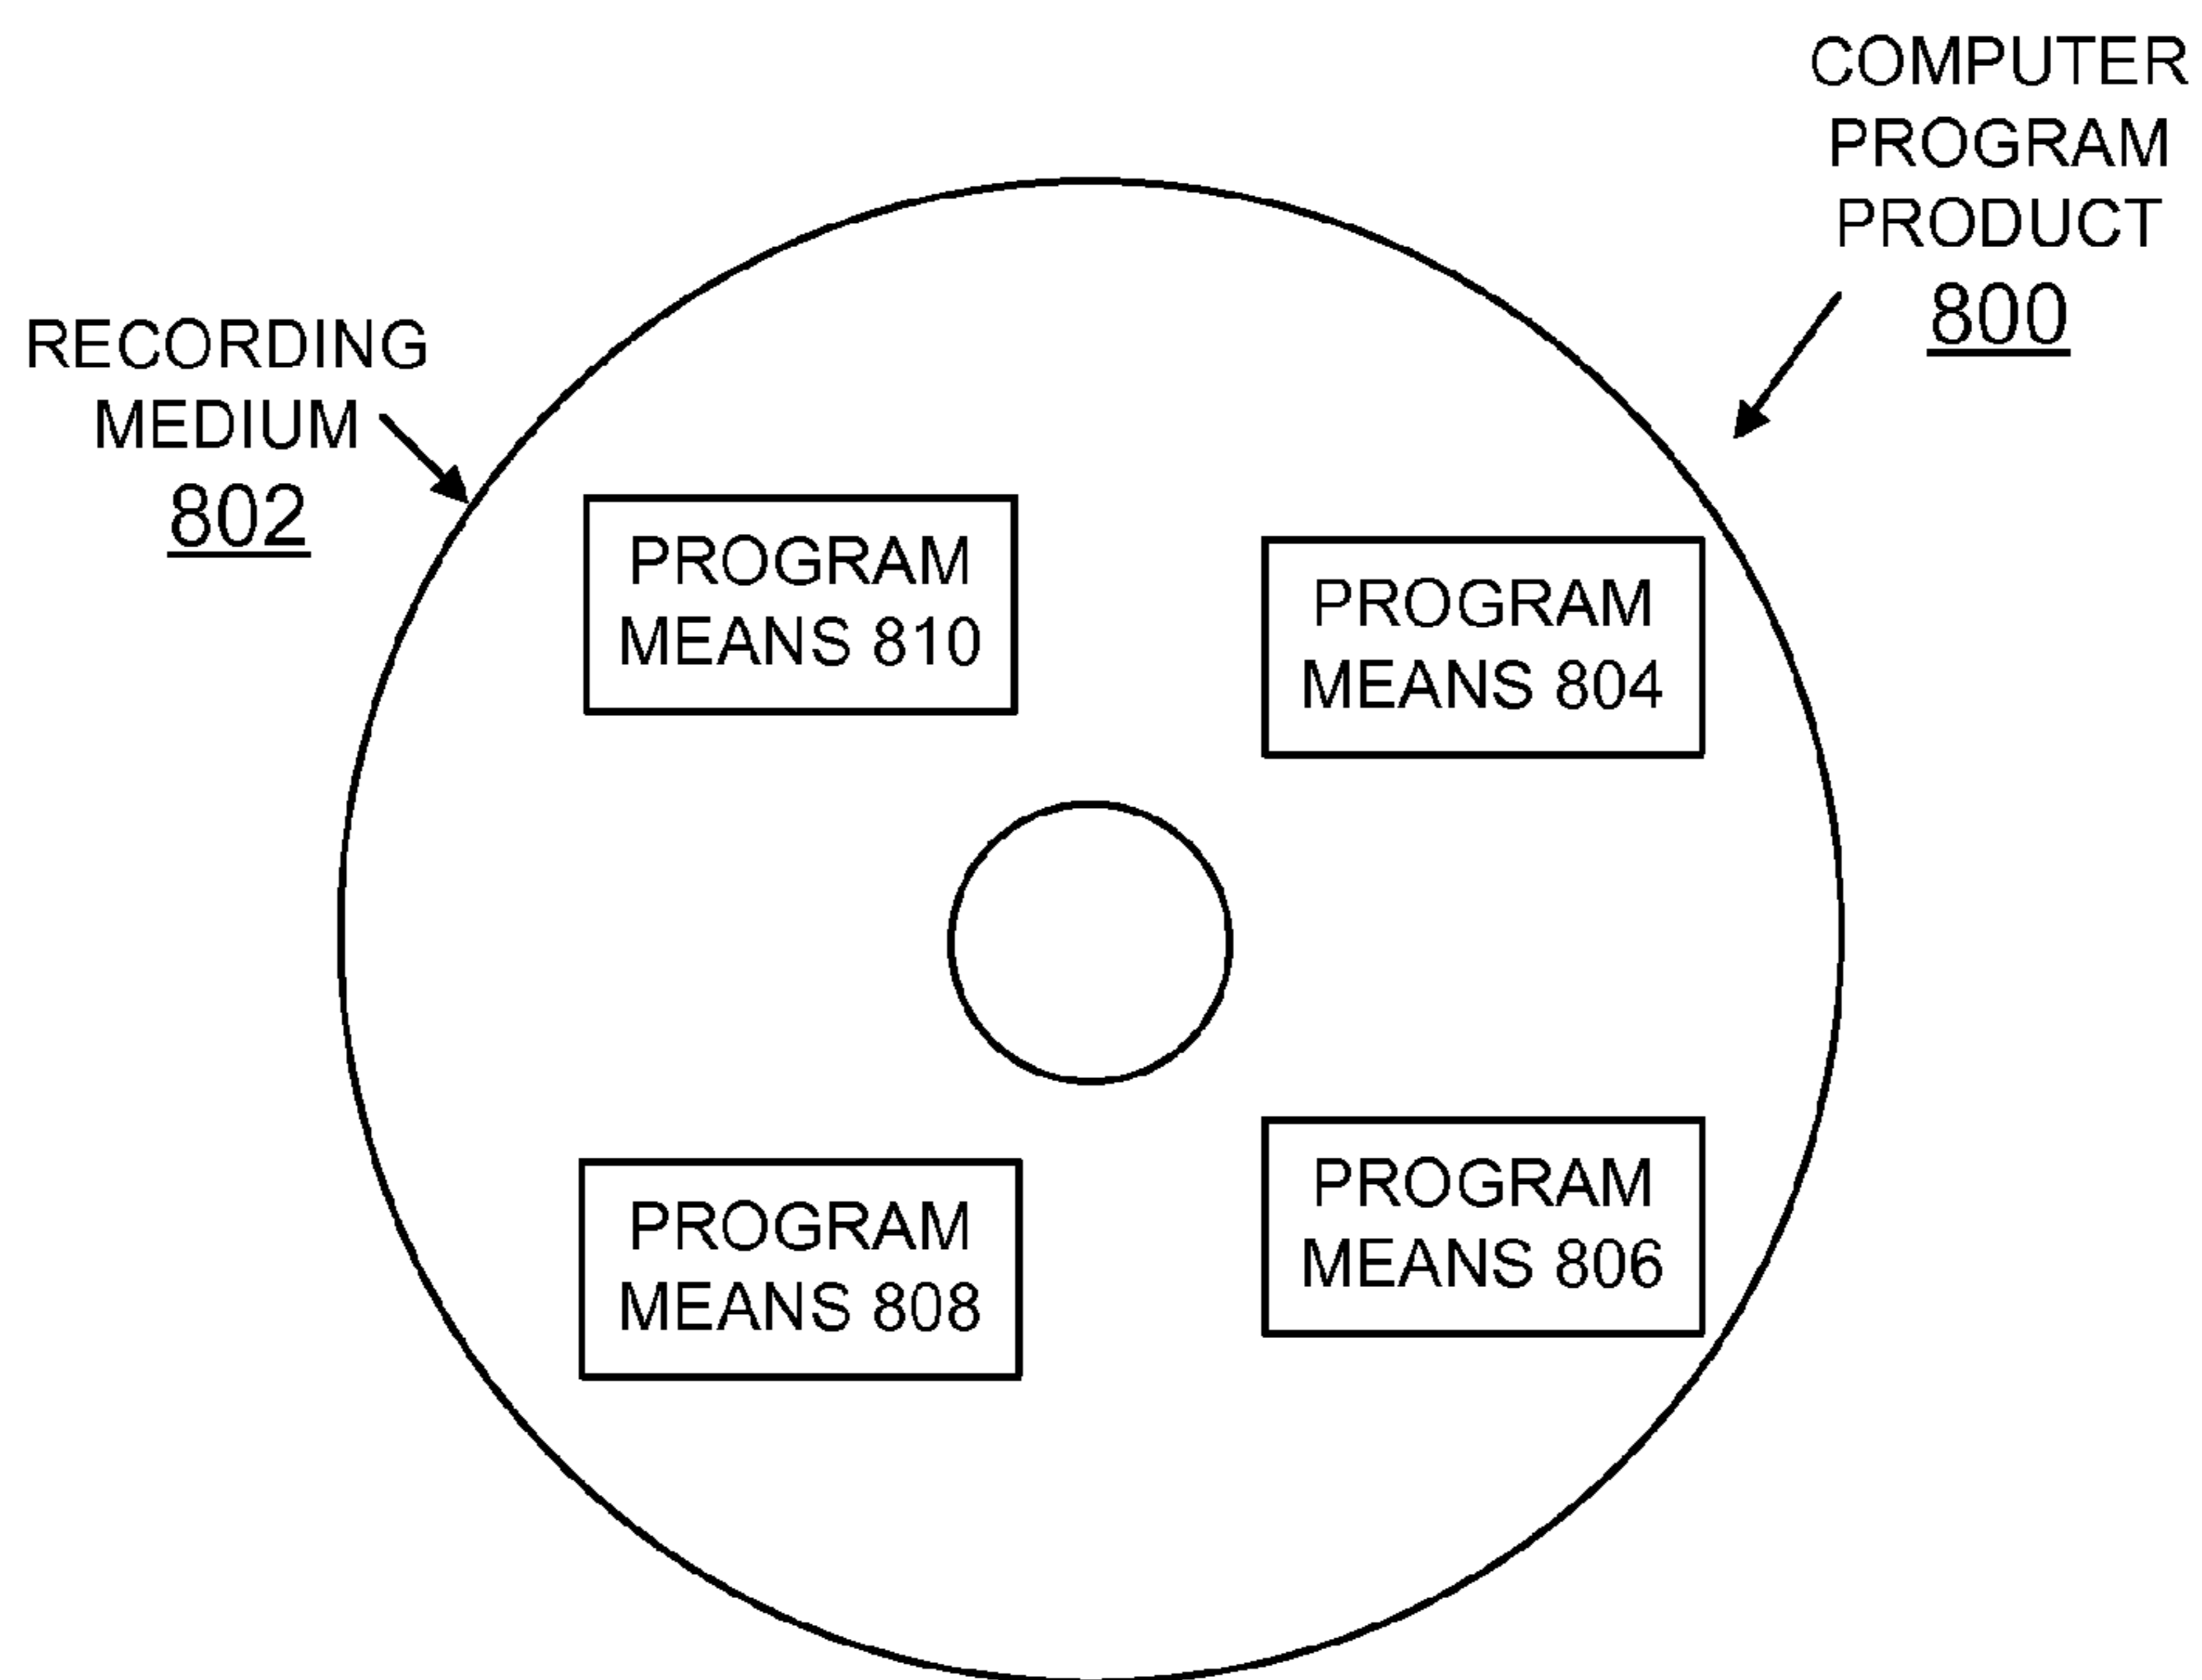 COMPUTER
PROGRAM
PRODUCT
800
RECORDING
MEDIUM
802
PROGRAM
MEANS 810
PROGRAM
MEANS 804
PROGRAM
MEANS 808
PROGRAM
MEANS 806